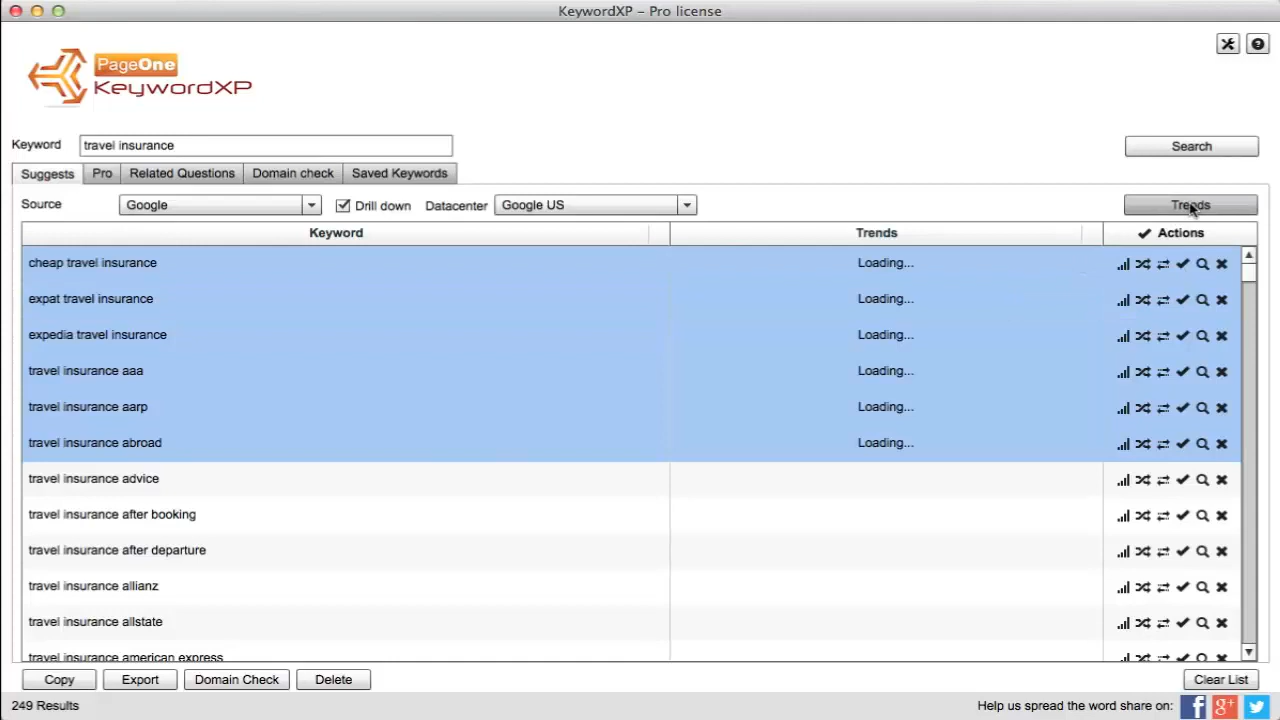 KeywordXP – Pro license
PageOne
KeywordXP
Keyword travel insurance Search
Suggests Pro Related Questions Domain check Saved Keywords
Source Google Drill down Datacenter Google US Trends
Keyword Trends Actions
cheap travel insurance Loading...
expat travel insurance Loading...
expedia travel insurance Loading...
travel insurance aaa Loading...
travel insurance aarp Loading...
travel insurance abroad Loading...
travel insurance advice
travel insurance after booking
travel insurance after departure
travel insurance allianz
travel insurance allstate
travel insurance american express
Copy Export Domain Check Delete Clear List
249 Results Help us spread the word share on: